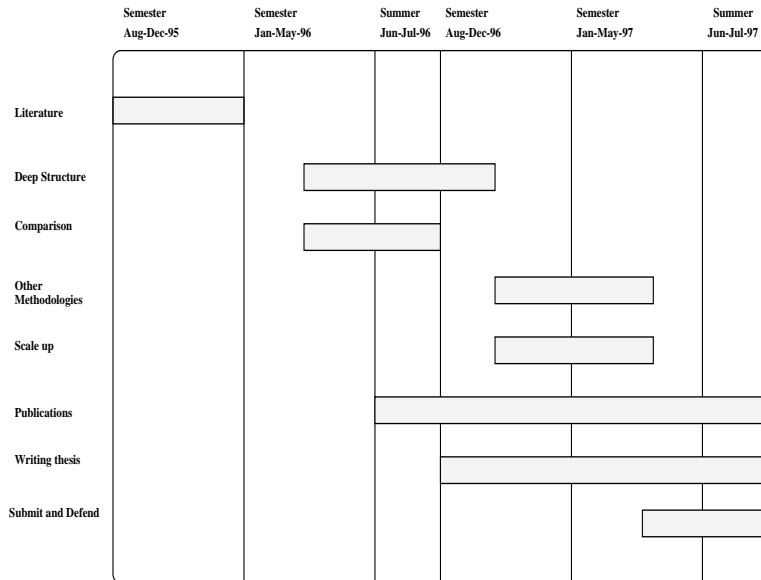 Semester Semester Summer Semester Semester Summer
Aug-Dec-95 Jan-May-96 Jun-Jul-96 Aug-Dec-96 Jan-May-97 Jun-Jul-97
Literature
Deep Structure
Comparison
Other
Methodologies
Scale up
Publications
Writing thesis
Submit and Defend